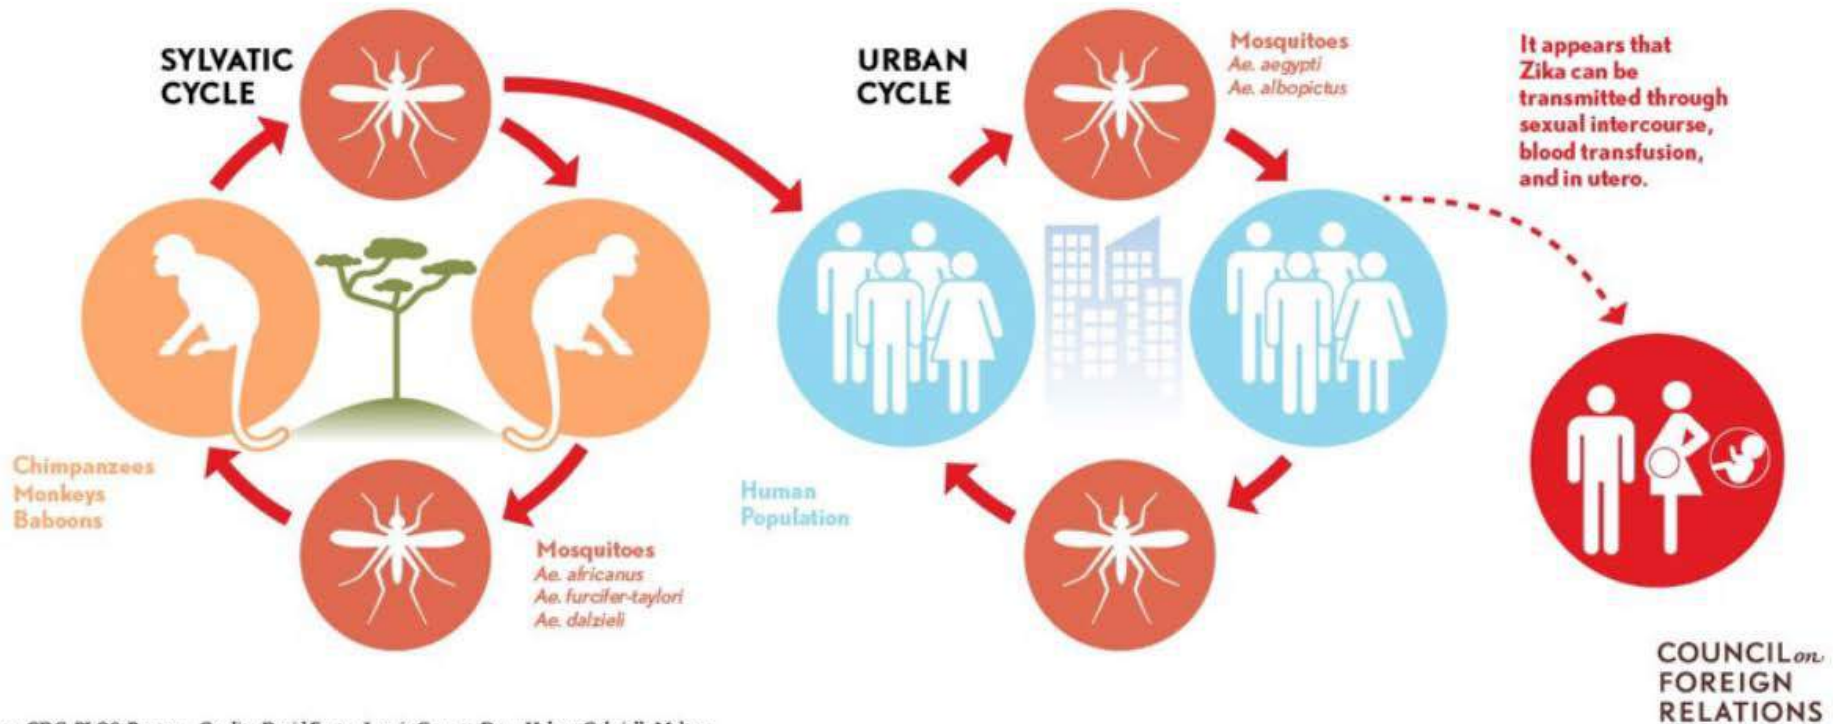 SYLVATIC
CYCLE
URBAN
CYCLE
Mosquitoes
Ae. aegypti
Ae. albopictus
It appears that
Zika can be
transmitted through
sexual intercourse,
blood transfusion,
and in utero.
Chimpanzees
Monkeys
Baboons
Mosquitoes
Ae. africanus
Ae. furcifer-taylori
Ae. dalzieli
Human
Population
COUNCIL on
FOREIGN
RELATIONS